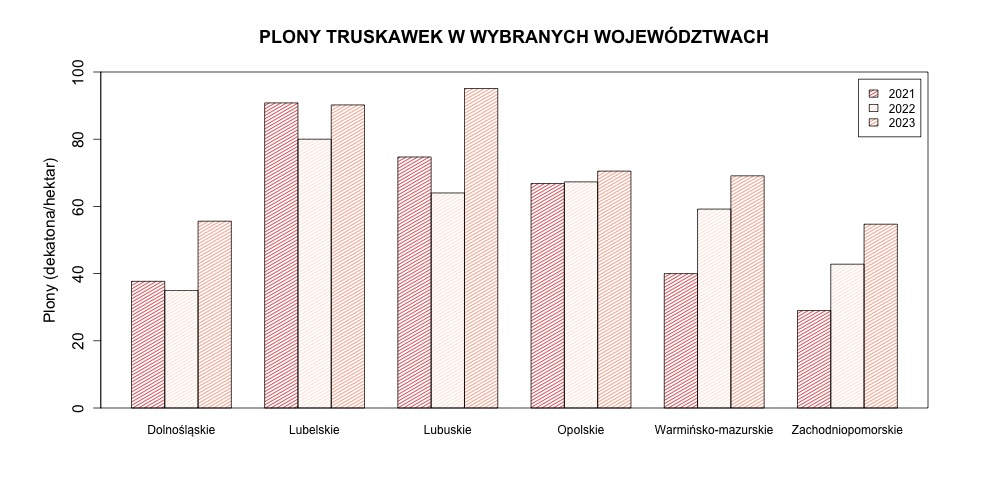 PLONY TRUSKAWEK W WYBRANYCH WOJEWÓDZTWACH
Plony (dekatona/hektar)
100
80
60
40
20
0
2021
2022
2023
Dolnośląskie
Lubelskie
Lubuskie
Opolskie
Warmińsko-mazurskie
Zachodniopomorskie